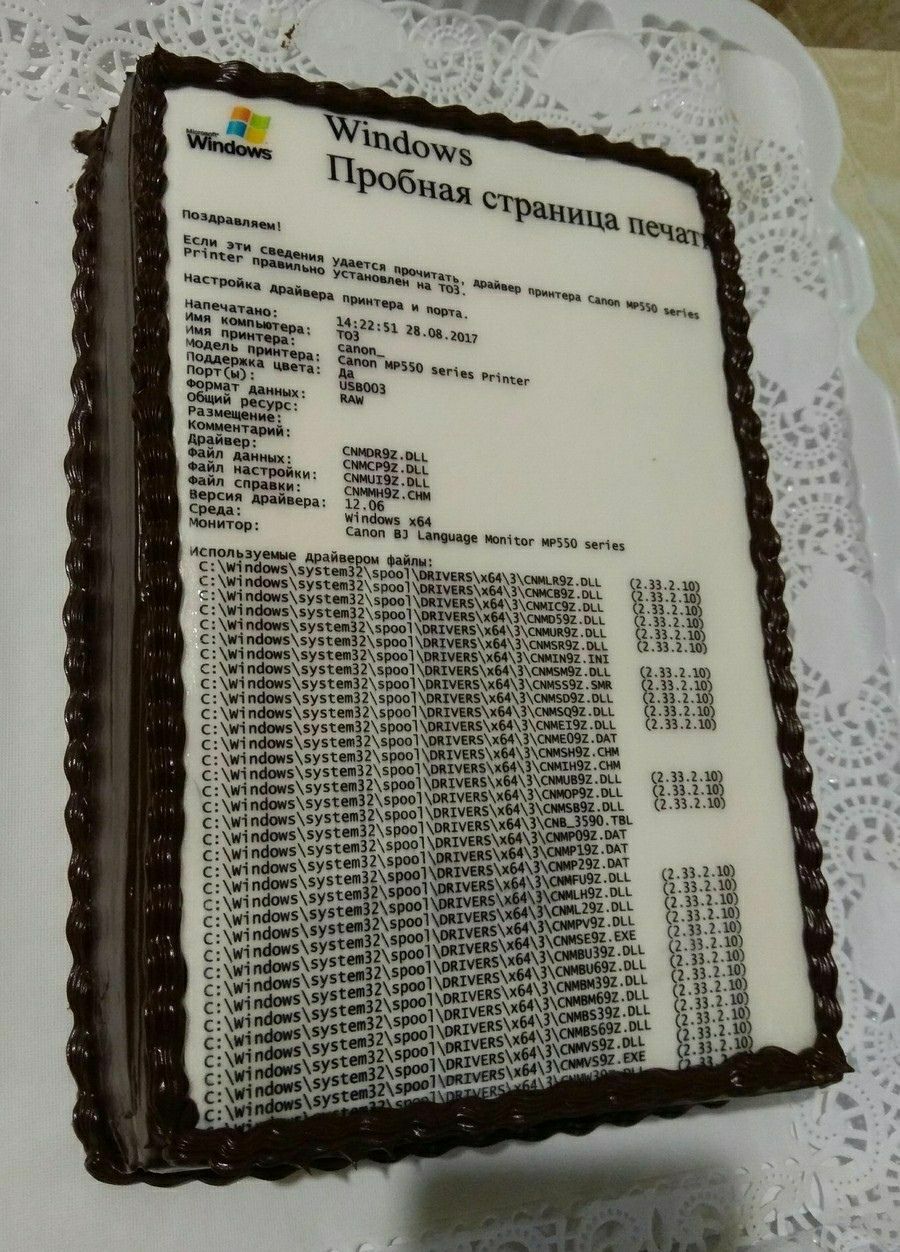 Microsoft
Windows
Windows
Пробная страница печати
Поздравляем!
Если эти сведения удается прочитать, драйвер принтера Canon MP550 series
Printer правильно установлен на ТОЗ.
Настройка драйвера принтера и порта.
Напечатано: 14:22:51 28.08.2017
Имя компьютера: ТОЗ
Имя принтера: canon_
Модель принтера: Canon MP550 series Printer
Поддержка цвета: Да
Порт(ы): USB003
Формат данных: RAW
Общий ресурс:
Размещение:
Комментарий:
Драйвер: CNMDR9Z.DLL
Файл данных: CNMCP9Z.DLL
Файл настройки: CNMUI9Z.DLL
Файл справки: CNMMH9Z.CHM
Версия драйвера: 12.06
Среда: Windows x64
Монитор: Canon BJ Language Monitor MP550 series
Используемые драйвером файлы:
C:\Windows\system32\spool\DRIVERS\x64\3\CNMLR9Z.DLL (2.33.2.10)
C:\Windows\system32\spool\DRIVERS\x64\3\CNMCB9Z.DLL (2.33.2.10)
C:\Windows\system32\spool\DRIVERS\x64\3\CNMIC9Z.DLL (2.33.2.10)
C:\Windows\system32\spool\DRIVERS\x64\3\CNMD59Z.DLL (2.33.2.10)
C:\Windows\system32\spool\DRIVERS\x64\3\CNMUR9Z.DLL (2.33.2.10)
C:\Windows\system32\spool\DRIVERS\x64\3\CNMSR9Z.DLL (2.33.2.10)
C:\Windows\system32\spool\DRIVERS\x64\3\CNMIN9Z.INI
C:\Windows\system32\spool\DRIVERS\x64\3\CNMSM9Z.DLL (2.33.2.10)
C:\Windows\system32\spool\DRIVERS\x64\3\CNMSS9Z.SMR (2.33.2.10)
C:\Windows\system32\spool\DRIVERS\x64\3\CNMSD9Z.DLL (2.33.2.10)
C:\Windows\system32\spool\DRIVERS\x64\3\CNMSQ9Z.DLL (2.33.2.10)
C:\Windows\system32\spool\DRIVERS\x64\3\CNMEI9Z.DLL (2.33.2.10)
C:\Windows\system32\spool\DRIVERS\x64\3\CNME09Z.DAT
C:\Windows\system32\spool\DRIVERS\x64\3\CNMSH9Z.CHM
C:\Windows\system32\spool\DRIVERS\x64\3\CNMIH9Z.CHM
C:\Windows\system32\spool\DRIVERS\x64\3\CNMUB9Z.DLL (2.33.2.10)
C:\Windows\system32\spool\DRIVERS\x64\3\CNMOP9Z.DLL (2.33.2.10)
C:\Windows\system32\spool\DRIVERS\x64\3\CNMSB9Z.DLL (2.33.2.10)
C:\Windows\system32\spool\DRIVERS\x64\3\CNB_3590.TBL
C:\Windows\system32\spool\DRIVERS\x64\3\CNMP09Z.DAT
C:\Windows\system32\spool\DRIVERS\x64\3\CNMP19Z.DAT
C:\Windows\system32\spool\DRIVERS\x64\3\CNMP29Z.DAT
C:\Windows\system32\spool\DRIVERS\x64\3\CNMFU9Z.DLL (2.33.2.10)
C:\Windows\system32\spool\DRIVERS\x64\3\CNMLH9Z.DLL (2.33.2.10)
C:\Windows\system32\spool\DRIVERS\x64\3\CNML29Z.DLL (2.33.2.10)
C:\Windows\system32\spool\DRIVERS\x64\3\CNMPV9Z.DLL (2.33.2.10)
C:\Windows\system32\spool\DRIVERS\x64\3\CNMSE9Z.EXE (2.33.2.10)
C:\Windows\system32\spool\DRIVERS\x64\3\CNMBU39Z.DLL (2.33.2.10)
C:\Windows\system32\spool\DRIVERS\x64\3\CNMBU69Z.DLL (2.33.2.10)
C:\Windows\system32\spool\DRIVERS\x64\3\CNMBM39Z.DLL (2.33.2.10)
C:\Windows\system32\spool\DRIVERS\x64\3\CNMBM69Z.DLL (2.33.2.10)
C:\Windows\system32\spool\DRIVERS\x64\3\CNMBS39Z.DLL (2.33.2.10)
C:\Windows\system32\spool\DRIVERS\x64\3\CNMBS69Z.DLL (2.33.2.10)
C:\Windows\system32\spool\DRIVERS\x64\3\CNMVS9Z.DLL (2.33.2.10)
C:\Windows\system32\spool\DRIVERS\x64\3\CNMVS9Z.EXE (2.33.2.10)